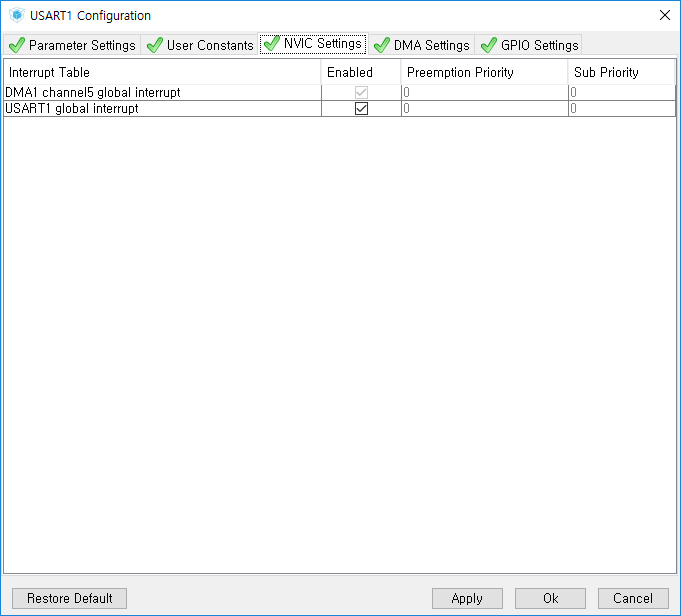 USART1 Configuration
Parameter Settings User Constants NVIC Settings DMA Settings GPIO Settings
Interrupt Table Enabled Preemption Priority Sub Priority
DMA1 channel5 global interrupt 0 0
USART1 global interrupt 0 0
Restore Default Apply Ok Cancel